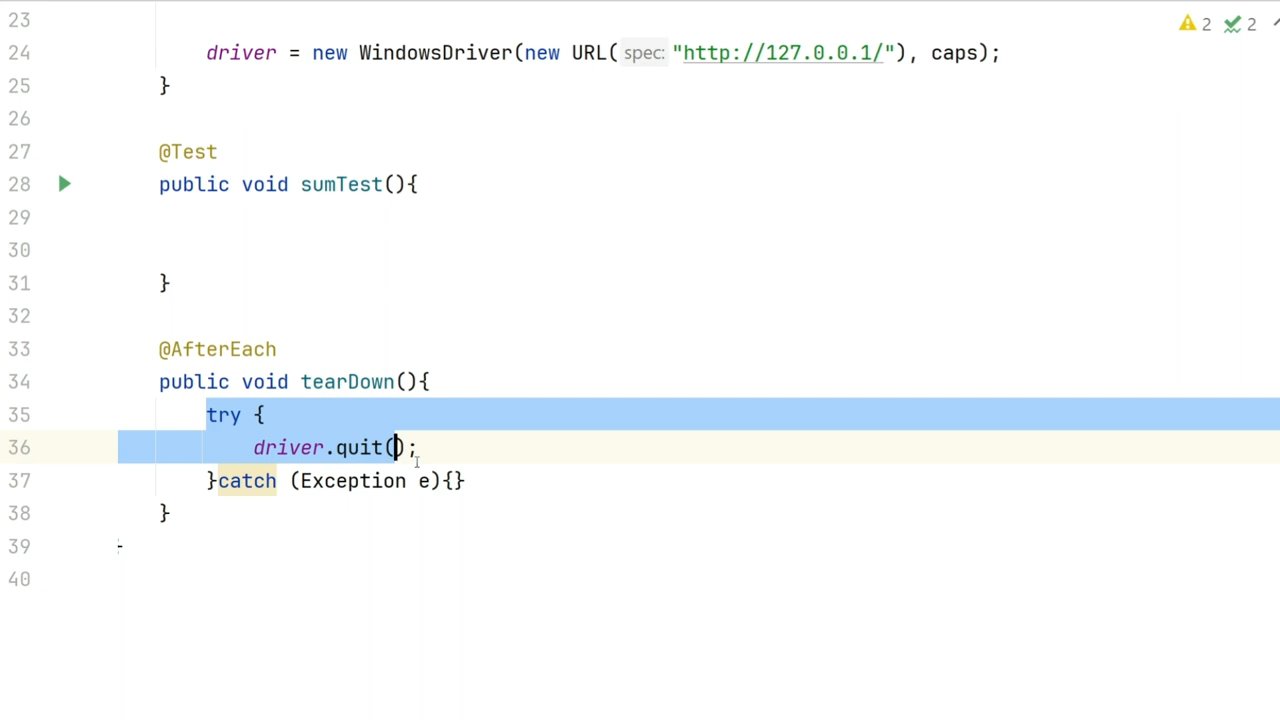 23
2 2
24 driver = new WindowsDriver(new URL( spec: "http://127.0.0.1/"), caps);
25 }
26
27 @Test
28 public void sumTest(){
29
30
31 }
32
33 @AfterEach
34 public void tearDown(){
35 try {
36 driver.quit();
37 }catch (Exception e){}
38 }
39
40